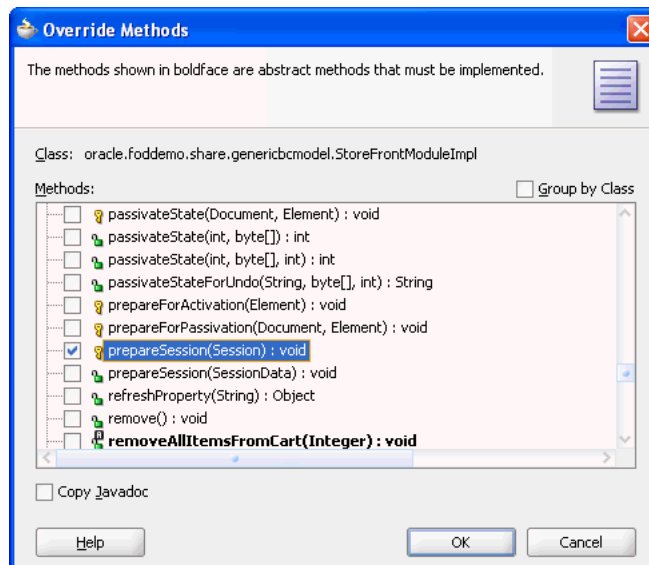 Override Methods
The methods shown in boldface are abstract methods that must be implemented.
Class: oracle.foddemo.share.genericbcmodel.StoreFrontModuleImpl
Methods:
Group by Class
passivateState(Document, Element) : void
passivateState(int, byte[]) : int
passivateState(int, byte[], int) : int
passivateStateForUndo(String, byte[], int) : String
prepareForActivation(Element) : void
prepareForPassivation(Document, Element) : void
prepareSession(Session) : void
prepareSession(SessionData) : void
refreshProperty(String) : Object
remove() : void
removeAllItemsFromCart(Integer) : void
Copy Javadoc
Help
OK
Cancel